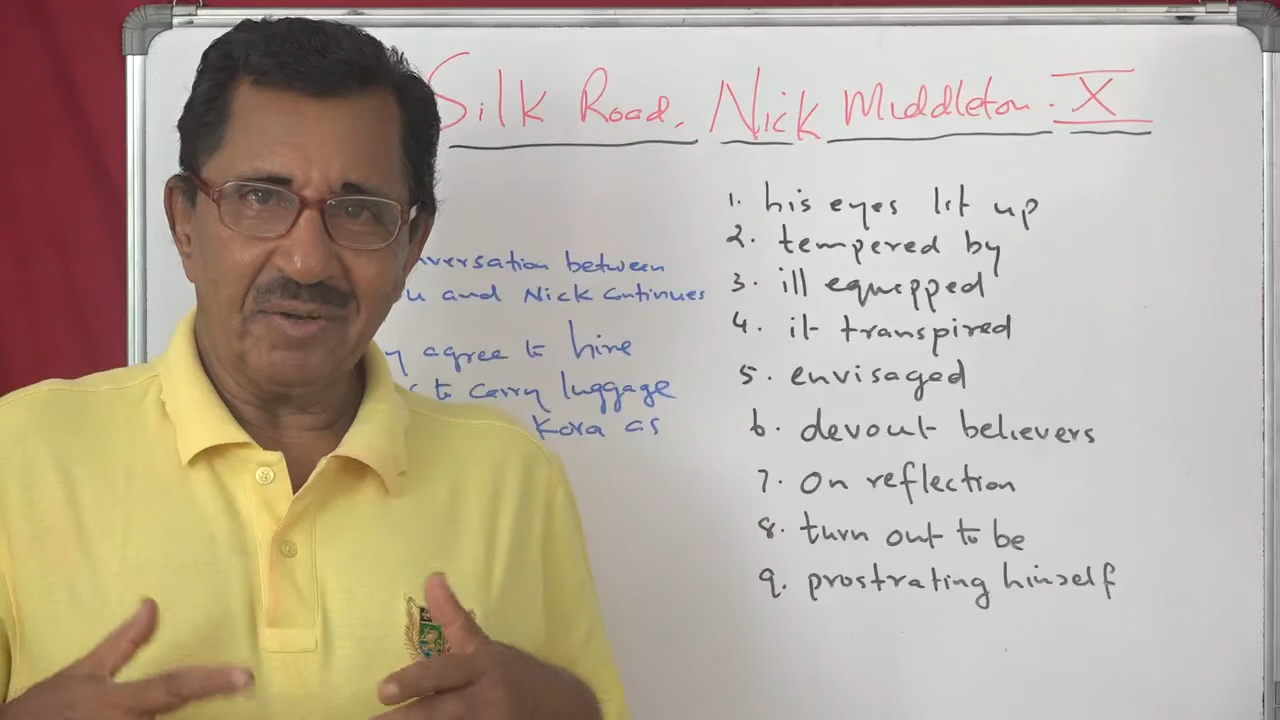 Silk Road, Nick Middleton. X
between
and Nick Continues
agree to hire
to carry luggage
Kora as
1. his eyes lit up
2. tempered by
3. ill equipped
4. it transpired
5. envisaged
6. devout believers
7. on reflection
8. turn out to be
9. prostrating himself